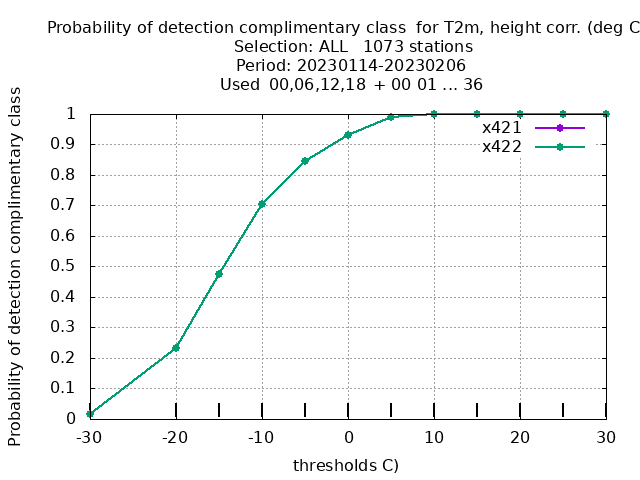 Probability of detection complimentary class for T2m, height corr. (deg C
Selection: ALL 1073 stations
Period: 20230114-20230206
Used 00,06,12,18 + 00 01 ... 36
Probability of detection complimentary class
1
0.9
0.8
0.7
0.6
0.5
0.4
0.3
0.2
0.1
0
x421
x422
-30 -20 -10 0 10 20 30
thresholds C)